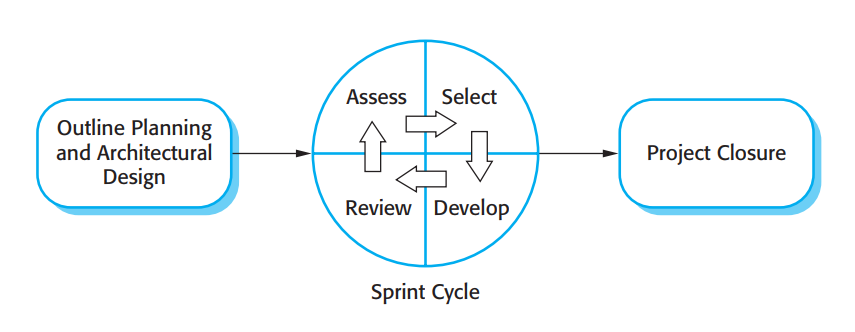 Outline Planning
and Architectural
Design
Assess
Select
Review
Develop
Sprint Cycle
Project Closure